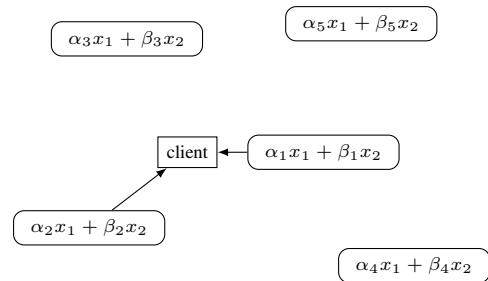 α₅x₁ + β₅x₂
α₃x₁ + β₃x₂
client
α₁x₁ + β₁x₂
α₂x₁ + β₂x₂
α₄x₁ + β₄x₂